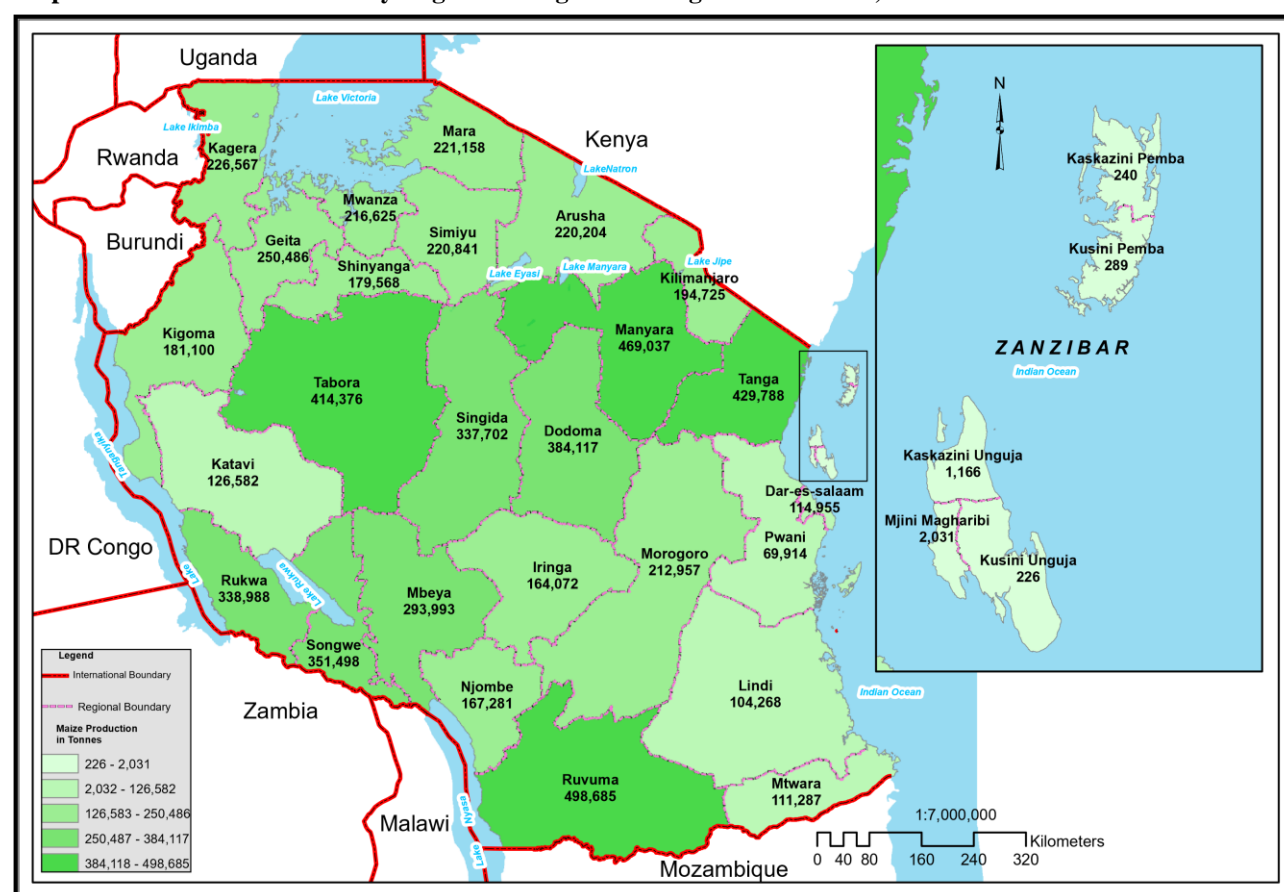 Uganda
Lake Victoria
Lake Ikimba
Kagera
226,567
Mara
221,158
Kenya
Rwanda
LakeNatron
Mwanza
216,625
Arusha
220,204
Burundi
Geita
250,486
Simiyu
220,841
Shinyanga
179,568
Lake Eyasi
Lake Manyara
Lake Jipe
Kilimanjaro
194,725
Kigoma
181,100
Manyara
469,037
Tabora
414,376
Tanga
429,788
Singida
337,702
Dodoma
384,117
Katavi
126,582
Lake
Tanganyika
Dar-es-salaam
114,955
Pwani
69,914
DR Congo
Rukwa
338,988
Lake Rukwa
Mbeya
293,993
Iringa
164,072
Morogoro
212,957
Songwe
351,498
Njombe
167,281
Lindi
104,268
Indian Ocean
Zambia
Ruvuma
498,685
Mtwara
111,287
Malawi
Lake
Nyasa
Mozambique
N
Kaskazini Pemba
240
Kusini Pemba
289
ZANZIBAR
Indian Ocean
Kaskazini Unguja
1,166
Mjini Magharibi
2,031
Kusini Unguja
226
Legend
International Boundary
Regional Boundary
Maize Production
in Tonnes
226 - 2,031
2,032 - 126,582
126,583 - 250,486
250,487 - 384,117
384,118 - 498,685
1:7,000,000
Kilometers
0 40 80 160 240 320